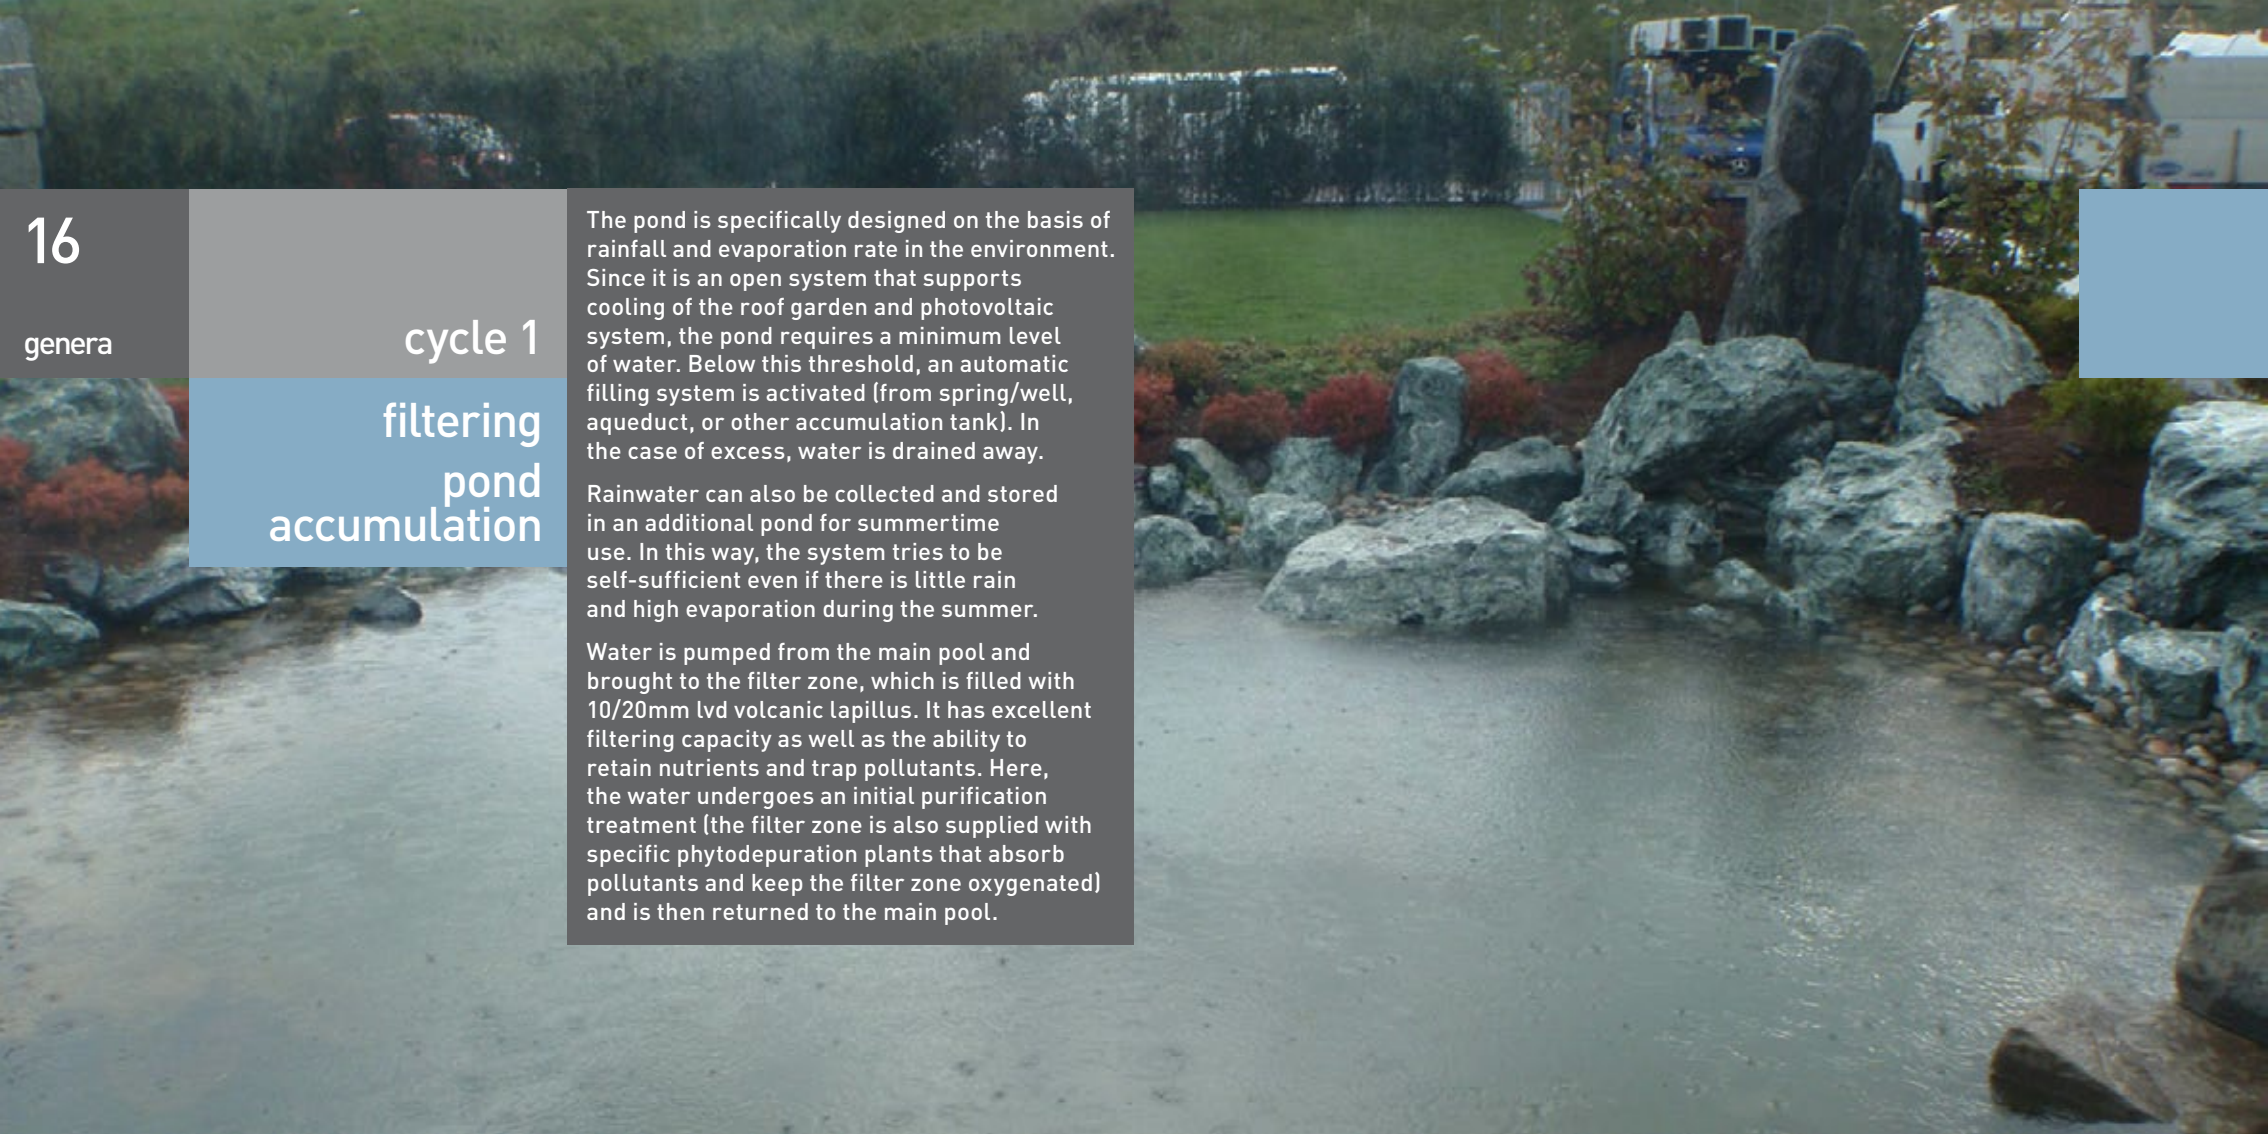 16
genera
cycle 1
filtering
pond
accumulation
The pond is specifically designed on the basis of
rainfall and evaporation rate in the environment.
Since it is an open system that supports
cooling of the roof garden and photovoltaic
system, the pond requires a minimum level
of water. Below this threshold, an automatic
filling system is activated (from spring/well,
aqueduct, or other accumulation tank). In
the case of excess, water is drained away.
Rainwater can also be collected and stored
in an additional pond for summertime
use. In this way, the system tries to be
self-sufficient even if there is little rain
and high evaporation during the summer.
Water is pumped from the main pool and
brought to the filter zone, which is filled with
10/20mm lvd volcanic lapillus. It has excellent
filtering capacity as well as the ability to
retain nutrients and trap pollutants. Here,
the water undergoes an initial purification
treatment (the filter zone is also supplied with
specific phytodepuration plants that absorb
pollutants and keep the filter zone oxygenated)
and is then returned to the main pool.